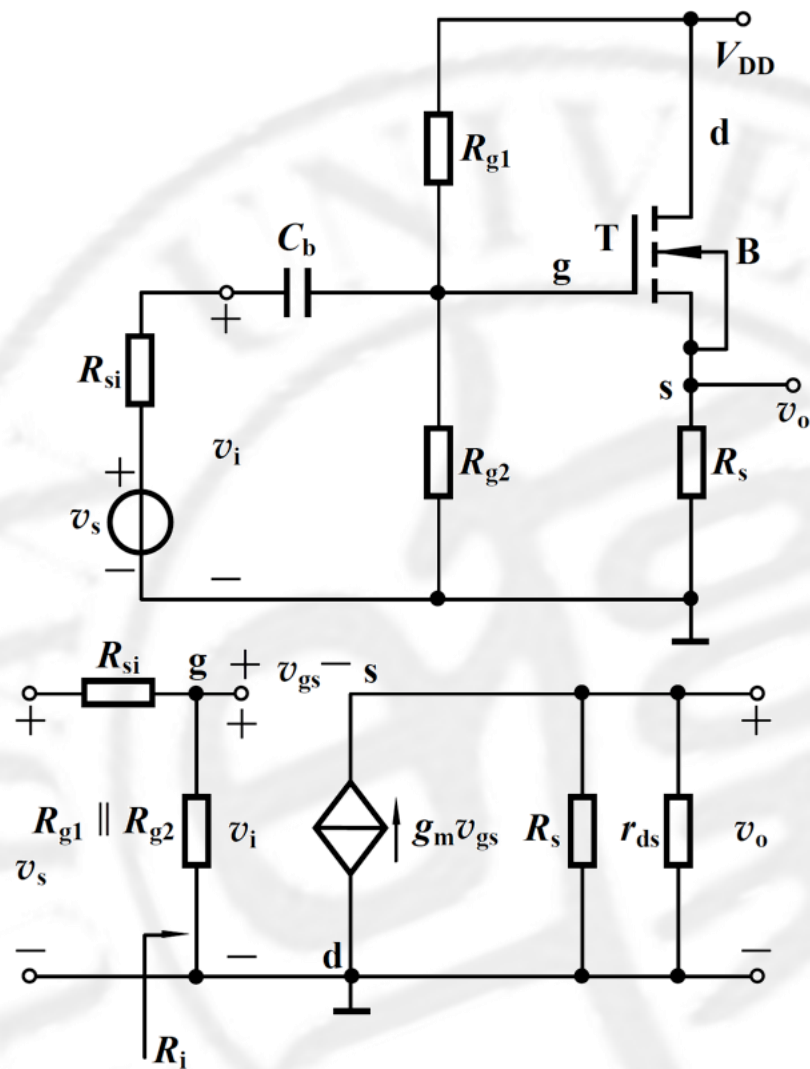 V_DD
d
R_g1
C_b
T
B
g
+
R_si
s
v_o
v_i
R_g2
R_s
+
v_s
−
−
R_si
g
+ v_gs − s
+
+
+
R_g1 || R_g2
v_i
g_m v_gs
R_s
r_ds
v_o
v_s
−
−
d
−
R_i
UNIVE